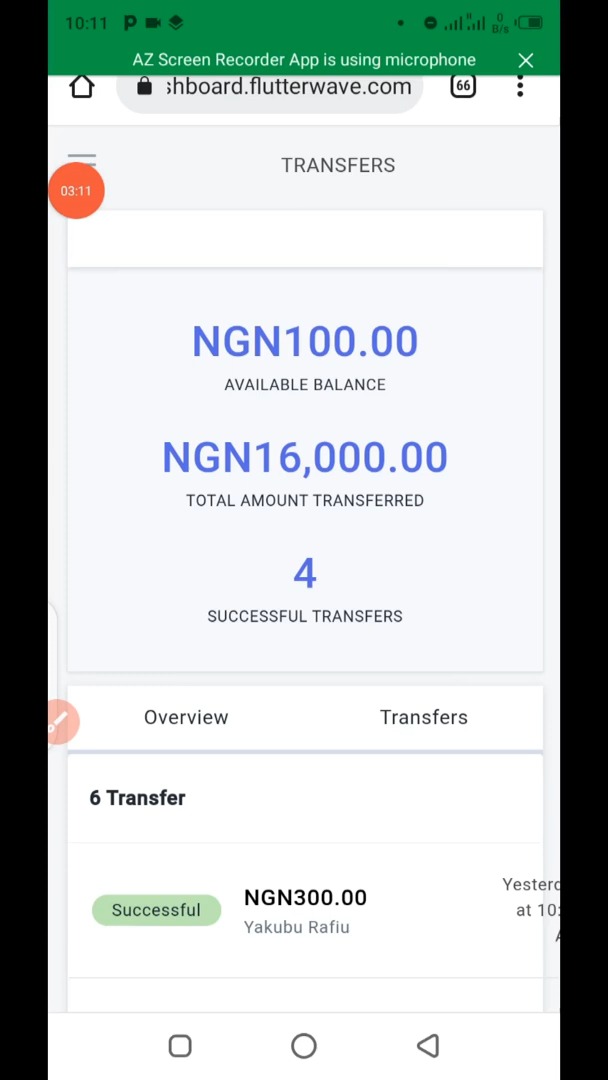 10:11 P 0 B/s
AZ Screen Recorder App is using microphone
shboard.flutterwave.com 66
TRANSFERS
03:11
NGN100.00
AVAILABLE BALANCE
NGN16,000.00
TOTAL AMOUNT TRANSFERRED
4
SUCCESSFUL TRANSFERS
Overview Transfers
6 Transfer
Successful NGN300.00
Yakubu Rafiu
Yester
at 10: